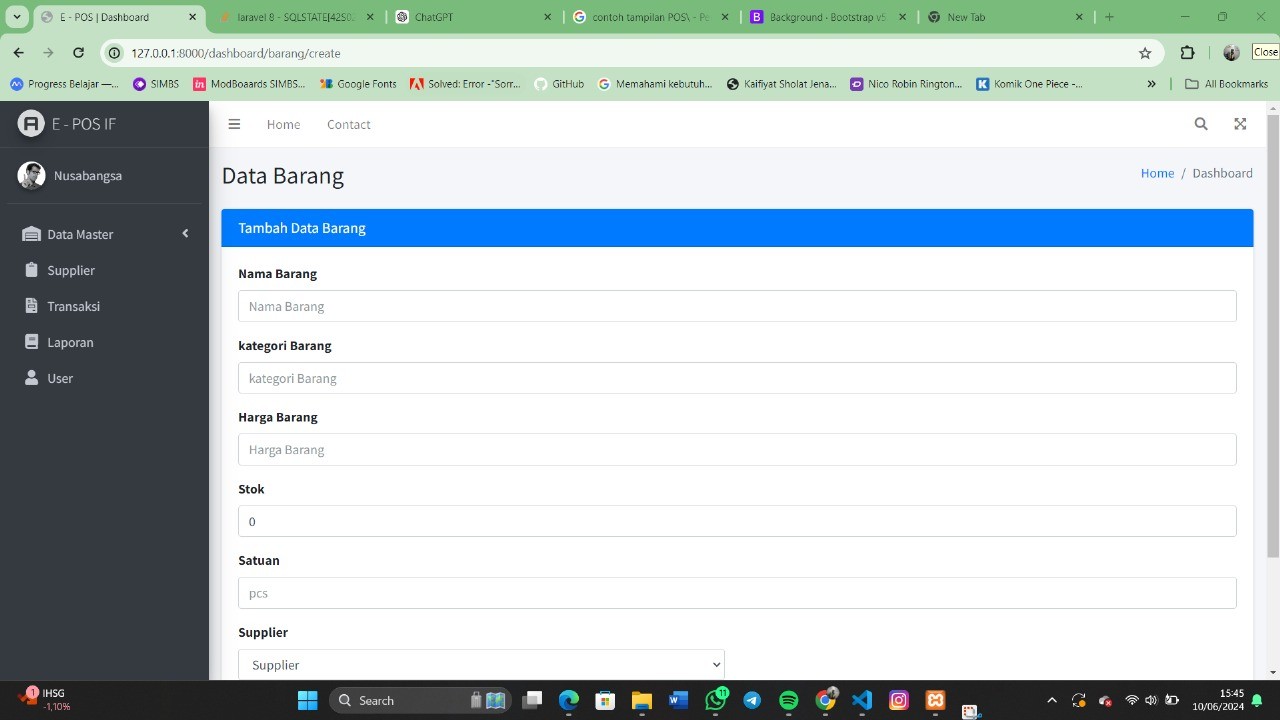 E - POS | Dashboard
laravel 8 - SQLSTATE[42S02
ChatGPT
contoh tampilan POS\ - Pe
Background · Bootstrap v5
New Tab
127.0.0.1:8000/dashboard/barang/create
Close
Progress Belajar —...
SIMBS
ModBoaards SIMBS...
Google Fonts
Solved: Error -"Sorr...
GitHub
Memahami kebutuh...
Kaifiyat Sholat Jena...
Nico Robin Rington...
Komik One Piece -...
»
All Bookmarks
E - POS IF
Home
Contact
Nusabangsa
Data Barang
Home / Dashboard
Data Master
Supplier
Transaksi
Laporan
User
Tambah Data Barang
Nama Barang
Nama Barang
kategori Barang
kategori Barang
Harga Barang
Harga Barang
Stok
0
Satuan
pcs
Supplier
Supplier
1
IHSG
-1,10%
Search
11
15:45
10/06/2024